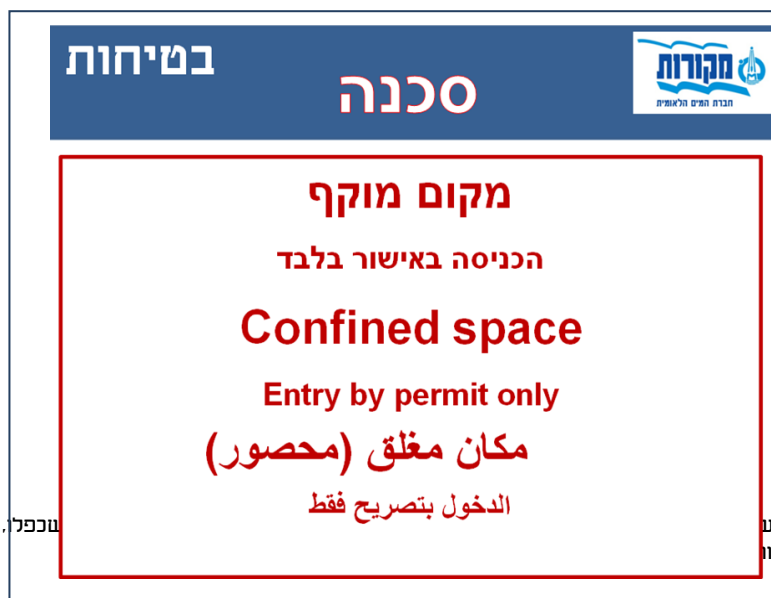 בטיחות
סכנה
מקורות
חברת המים הלאומית
מקום מוקף
הכניסה באישור בלבד
Confined space
Entry by permit only
مكان مغلق (محصور)
الدخول بتصريح فقط
שכפלו,